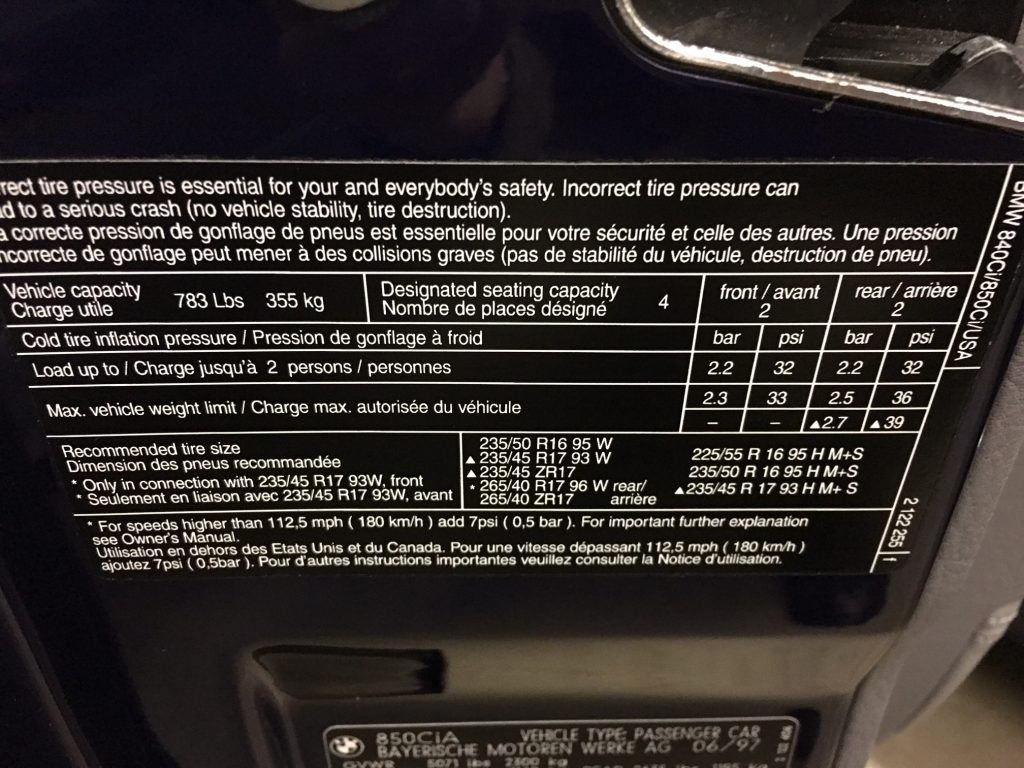 rect tire pressure is essential for your and everybody's safety. Incorrect tire pressure can
d to a serious crash (no vehicle stability, tire destruction).
a correcte pression de gonflage de pneus est essentielle pour votre sécurité et celle des autres. Une pression
ncorrecte de gonflage peut mener à des collisions graves (pas de stabilité du véhicule, destruction de pneu).
Vehicle capacity 783 Lbs 355 kg Designated seating capacity 4 front / avant rear / arrière
Charge utile Nombre de places désigné 2 2
Cold tire inflation pressure / Pression de gonflage à froid bar psi bar psi
Load up to / Charge jusqu'à 2 persons / personnes 2.2 32 2.2 32
Max. vehicle weight limit / Charge max. autorisée du véhicule 2.3 33 2.5 36
– – ▲2.7 ▲39
Recommended tire size
Dimension des pneus recommandée
* Only in connection with 235/45 R17 93W, front
* Seulement en liaison avec 235/45 R17 93W, avant
235/50 R16 95 W
▲ 235/45 R17 93 W
▲ 235/45 ZR17
* 265/40 R17 96 W rear/
265/40 ZR17 arrière
225/55 R 16 95 H M+S
235/50 R 16 95 H M+S
▲235/45 R 17 93 H M+ S
* For speeds higher than 112,5 mph ( 180 km/h ) add 7psi ( 0,5 bar ). For important further explanation
see Owner's Manual.
Utilisation en dehors des Etats Unis et du Canada. Pour une vitesse dépassant 112,5 mph ( 180 km/h )
ajoutez 7psi ( 0,5bar ). Pour d'autres instructions importantes veuillez consulter la Notice d'utilisation.
BMW 840Ci/850Ci/USA
2 122 255 f
850CiA VEHICLE TYPE: PASSENGER CAR
BAYERISCHE MOTOREN WERKE AG 06/97
GVWR 5071 lbs 2300 kg